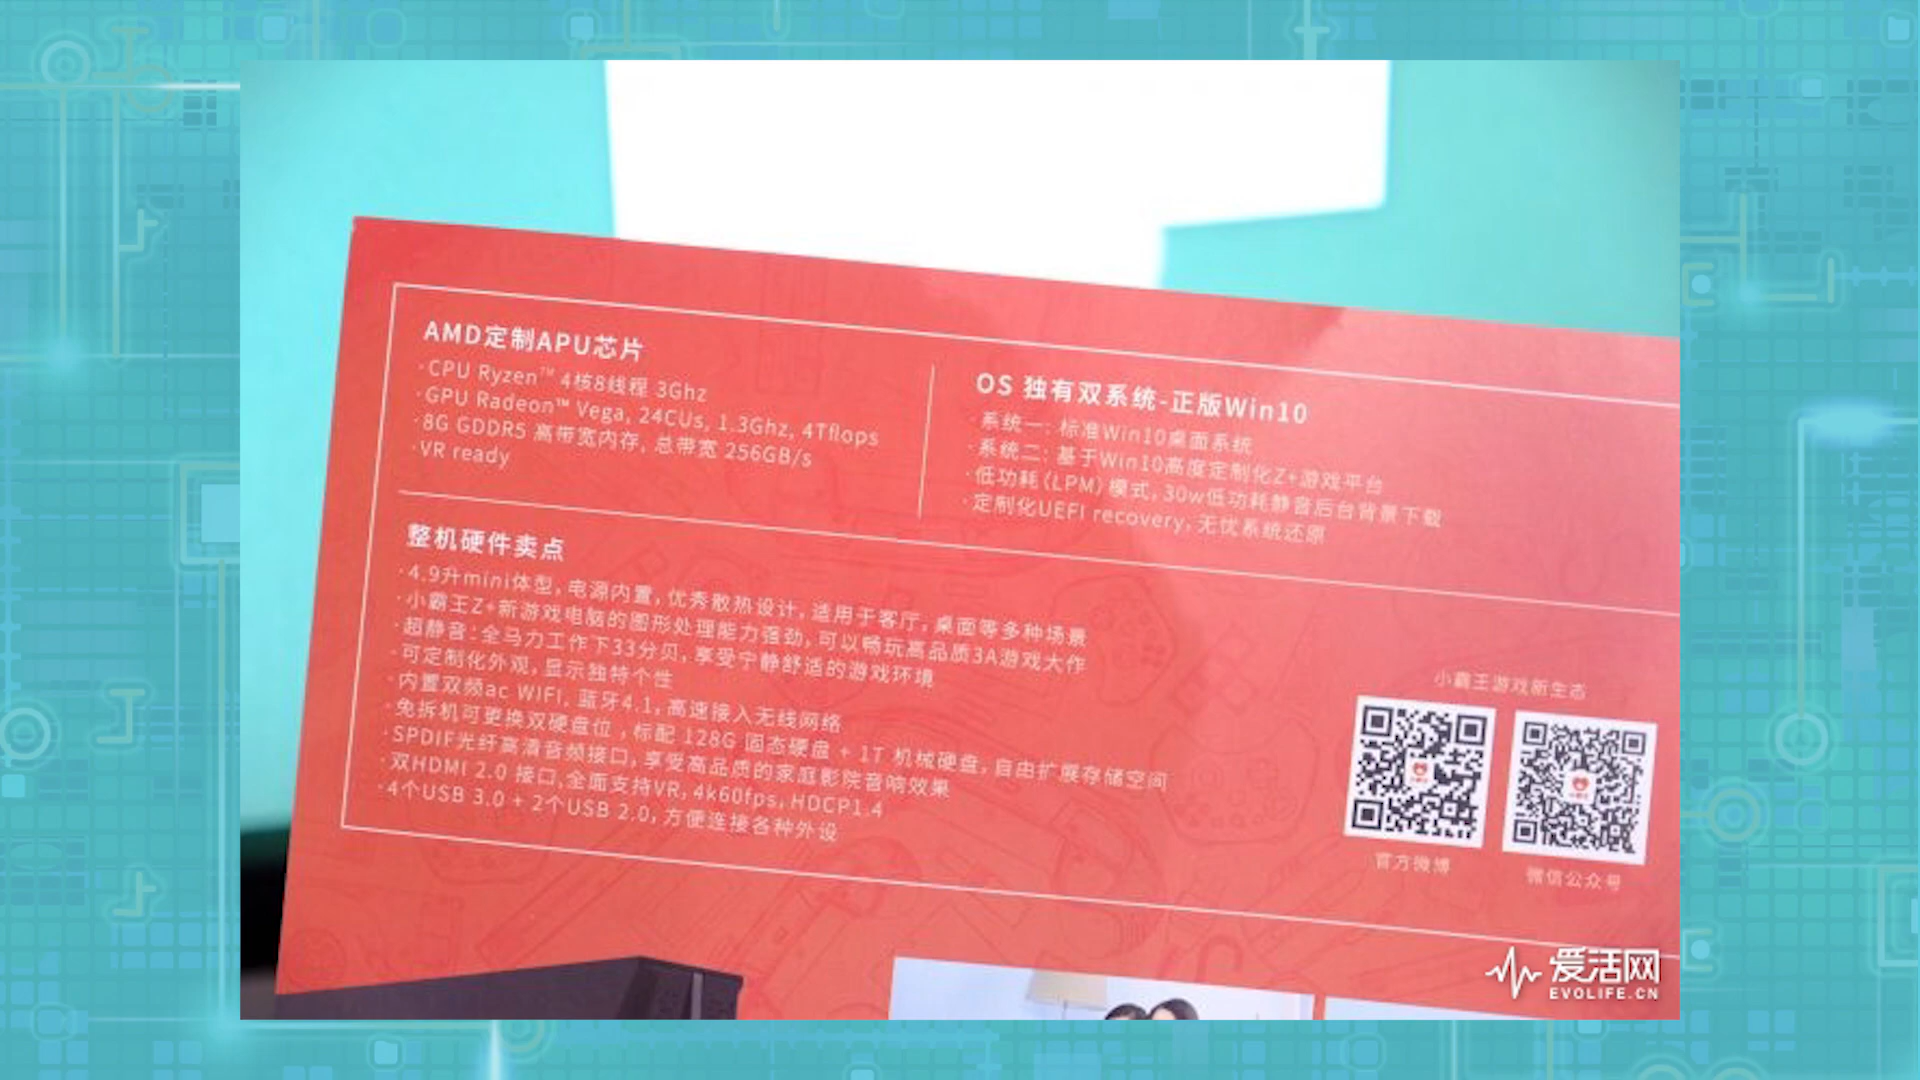 AMD定制APU芯片
·CPU Ryzen™ 4核8线程 3Ghz
·GPU Radeon™ Vega, 24CUs, 1.3Ghz, 4Tflops
·8G GDDR5 高带宽内存, 总带宽 256GB/s
·VR ready
OS 独有双系统-正版Win10
·系统一: 标准Win10桌面系统
·系统二: 基于Win10高度定制化Z+游戏平台
·低功耗(LPM)模式, 30w低功耗静音后台背景下载
·定制化UEFI recovery, 无忧系统还原
整机硬件卖点
·4.9升mini体型, 电源内置, 优秀散热设计, 适用于客厅, 桌面等多种场景
·小霸王Z+新游戏电脑的图形处理能力强劲, 可以畅玩高品质3A游戏大作
·超静音: 全马力工作下33分贝, 享受宁静舒适的游戏环境
·可定制化外观, 显示独特个性
·内置双频ac WIFI, 蓝牙4.1, 高速接入无线网络
·免拆机可更换双硬盘位 , 标配 128G 固态硬盘 + 1T 机械硬盘, 自由扩展存储空间
·SPDIF光纤高清音频接口, 享受高品质的家庭影院音响效果
·双HDMI 2.0 接口, 全面支持VR, 4k60fps, HDCP1.4
·4个USB 3.0 + 2个USB 2.0, 方便连接各种外设
小霸王游戏新生态
官方微博
微信公众号
爱活网
EVOLIFE.CN